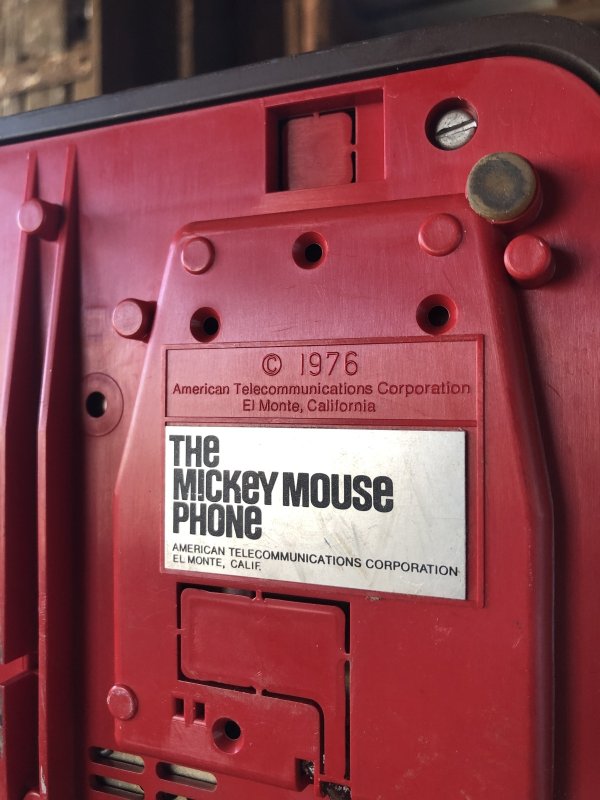 © 1976
American Telecommunications Corporation
El Monte, California
THe
MiCKeY MOUSe
PHONe
AMERICAN TELECOMMUNICATIONS CORPORATION
EL MONTE, CALIF.